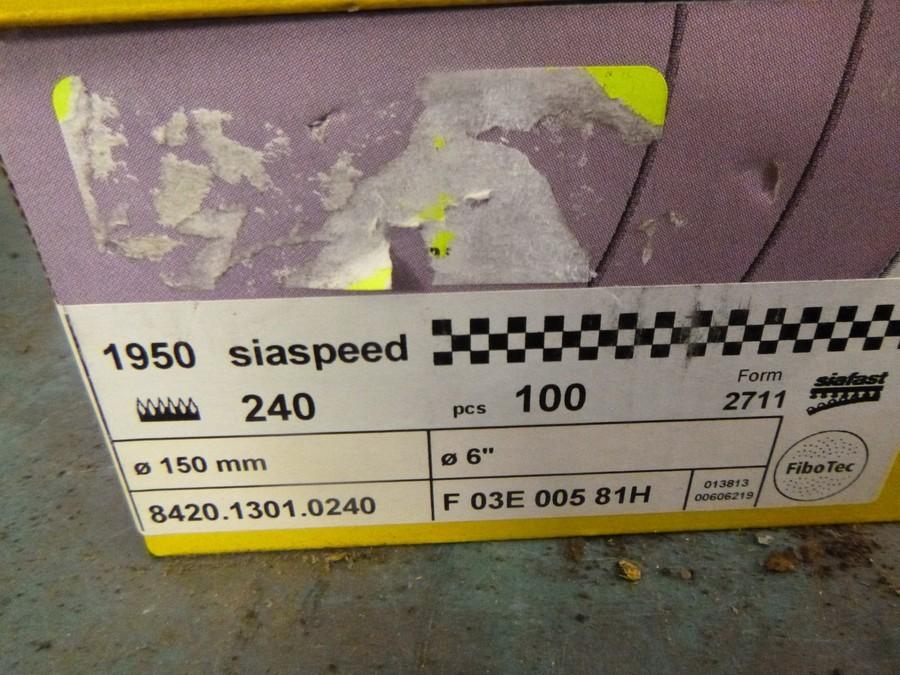 1950 siaspeed
240 pcs 100 Form 2711 siafast
ø 150 mm ø 6"
FiboTec
8420.1301.0240 F 03E 005 81H 013813
00606219